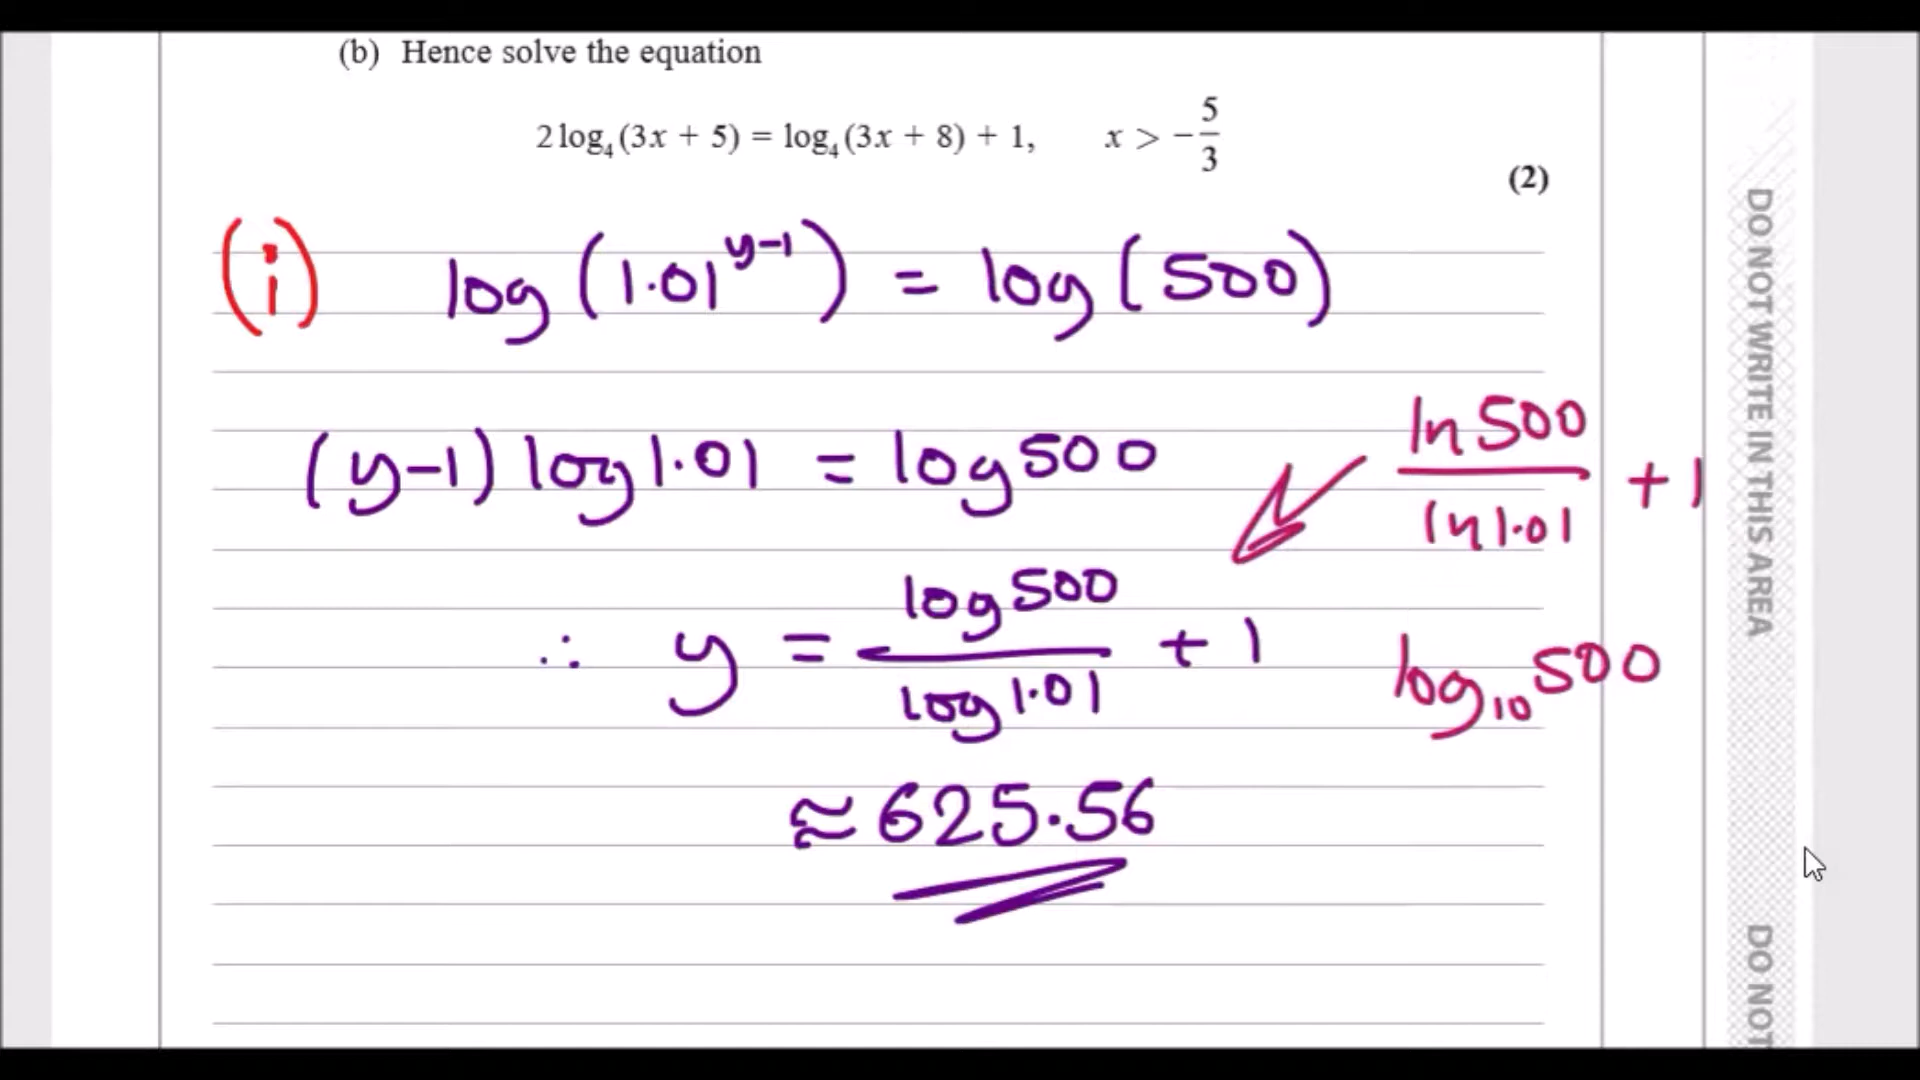 (b) Hence solve the equation
2 log₄(3x + 5) = log₄(3x + 8) + 1, x > −5/3
(2)
(i) log(1.01^(y−1)) = log(500)
(y−1) log 1.01 = log 500
ln 500 / ln 1.01 + 1
∴ y = log 500 / log 1.01 + 1
log₁₀ 500
≈ 625.56
DO NOT WRITE IN THIS AREA
DO NOT